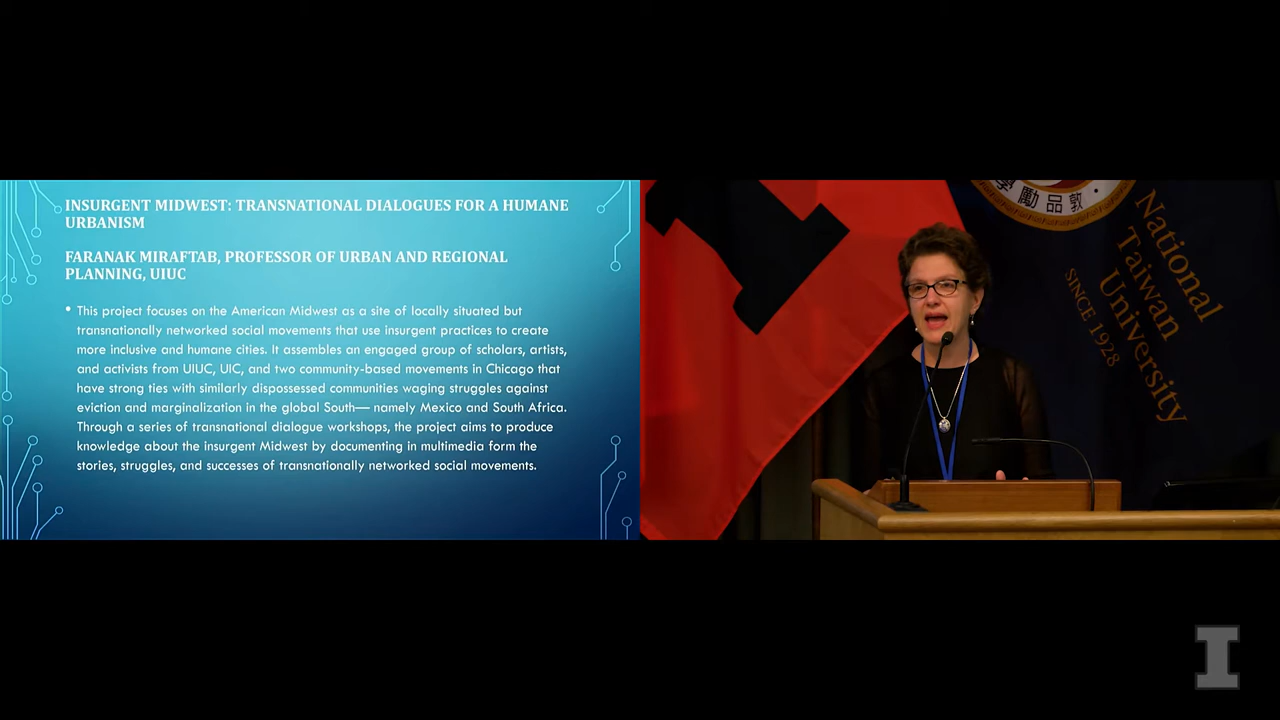 INSURGENT MIDWEST: TRANSNATIONAL DIALOGUES FOR A HUMANE
URBANISM
FARANAK MIRAFTAB, PROFESSOR OF URBAN AND REGIONAL
PLANNING, UIUC
• This project focuses on the American Midwest as a site of locally situated but
transnationally networked social movements that use insurgent practices to create
more inclusive and humane cities. It assembles an engaged group of scholars, artists,
and activists from UIUC, UIC, and two community-based movements in Chicago that
have strong ties with similarly dispossessed communities waging struggles against
eviction and marginalization in the global South— namely Mexico and South Africa.
Through a series of transnational dialogue workshops, the project aims to produce
knowledge about the insurgent Midwest by documenting in multimedia form the
stories, struggles, and successes of transnationally networked social movements.
學勵品敦
National
Taiwan
University
SINCE 1928
I